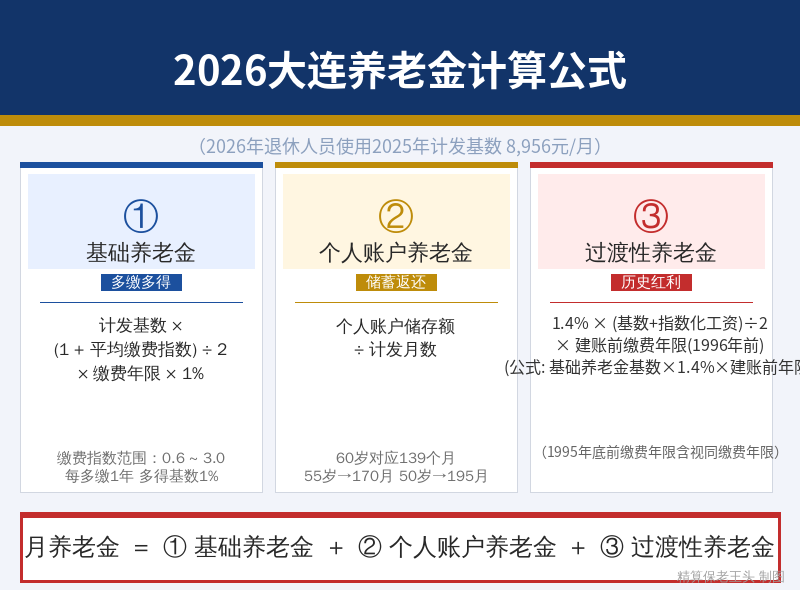 2026大连养老金计算公式
（2026年退休人员使用2025年计发基数 8,956元/月）
①
基础养老金
多缴多得
计发基数 ×
(1 + 平均缴费指数) ÷ 2
× 缴费年限 × 1%
缴费指数范围：0.6 ~ 3.0
每多缴1年 多得基数1%
②
个人账户养老金
储蓄返还
个人账户储存额
÷ 计发月数
60岁对应139个月
55岁→170月 50岁→195月
③
过渡性养老金
历史红利
1.4% × (基数+指数化工资)÷2
× 建账前缴费年限(1996年前)
(公式: 基础养老金基数×1.4%×建账前年限
（1995年底前缴费年限含视同缴费年限）
月养老金 = ① 基础养老金 + ② 个人账户养老金 + ③ 过渡性养老金
精算保老王头 制图